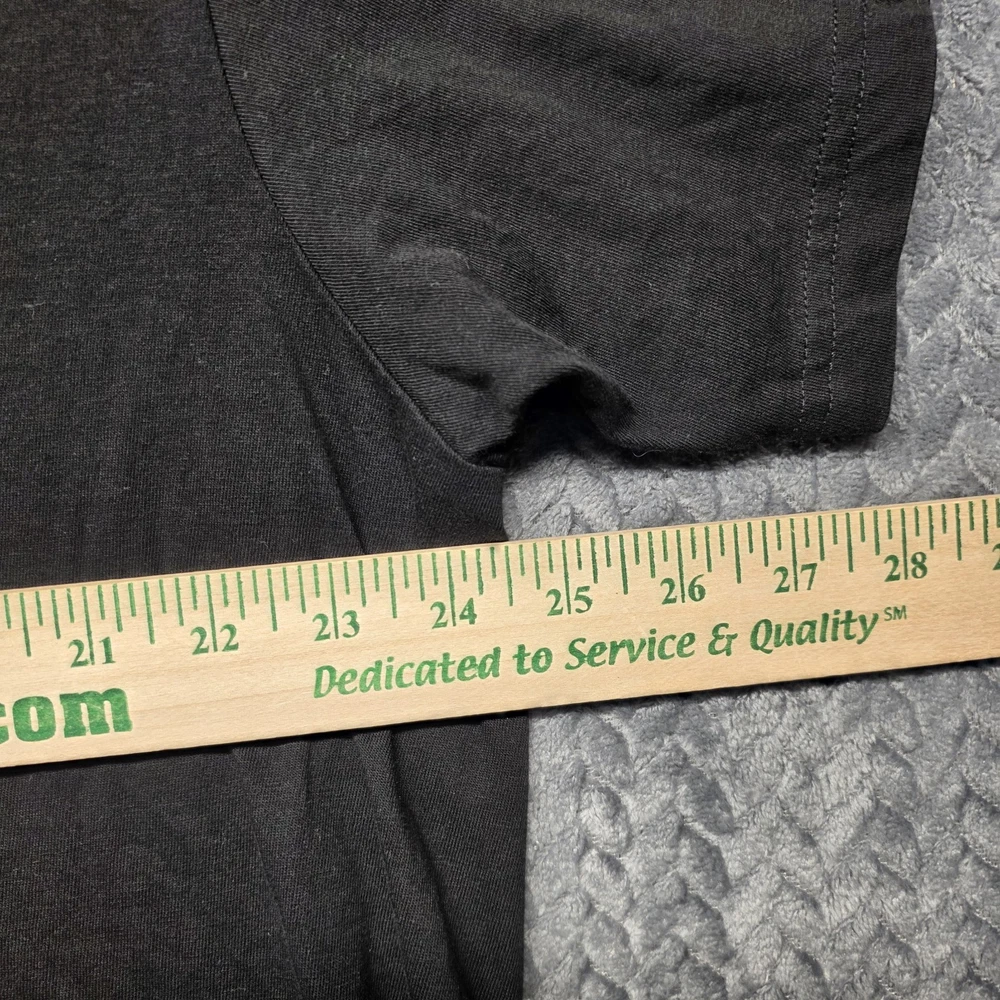 21 22 23 24 25 26 27 28
Dedicated to Service & Quality℠
.com